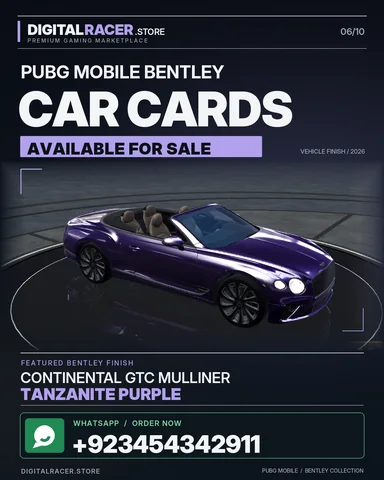 DIGITALRACER.STORE
PREMIUM GAMING MARKETPLACE
06/10
PUBG MOBILE BENTLEY
CAR CARDS
AVAILABLE FOR SALE
VEHICLE FINISH / 2026
FEATURED BENTLEY FINISH
CONTINENTAL GTC MULLINER
TANZANITE PURPLE
WHATSAPP / ORDER NOW
+923454342911
DIGITALRACER.STORE
PUBG MOBILE / BENTLEY COLLECTION